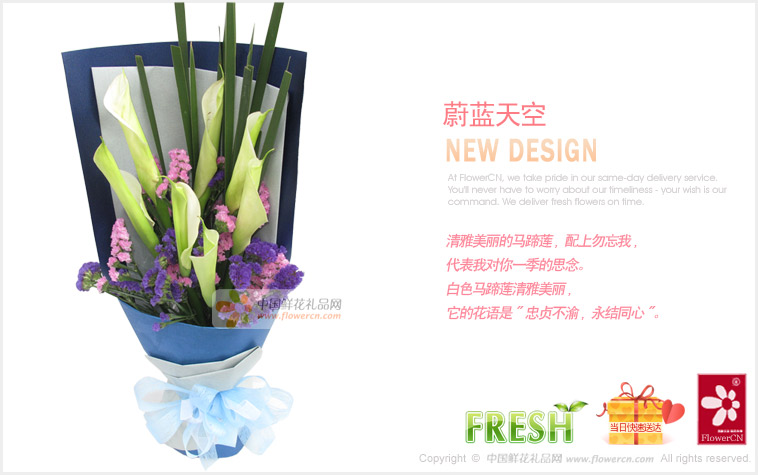 蔚蓝天空
NEW DESIGN
At FlowerCN, we take pride in our same-day delivery service.
You'll never have to worry about our timeliness - your wish is our
command. We deliver fresh flowers on time.
清雅美丽的马蹄莲，配上勿忘我，
代表我对你一季的思念。
白色马蹄莲清雅美丽，
它的花语是"忠贞不渝，永结同心"。
中国鲜花礼品网
www.flowercn.com
FRESH
当日快速送达
FlowerCN
Copyright © 中国鲜花礼品网 www.flowercn.com All rights reserved.